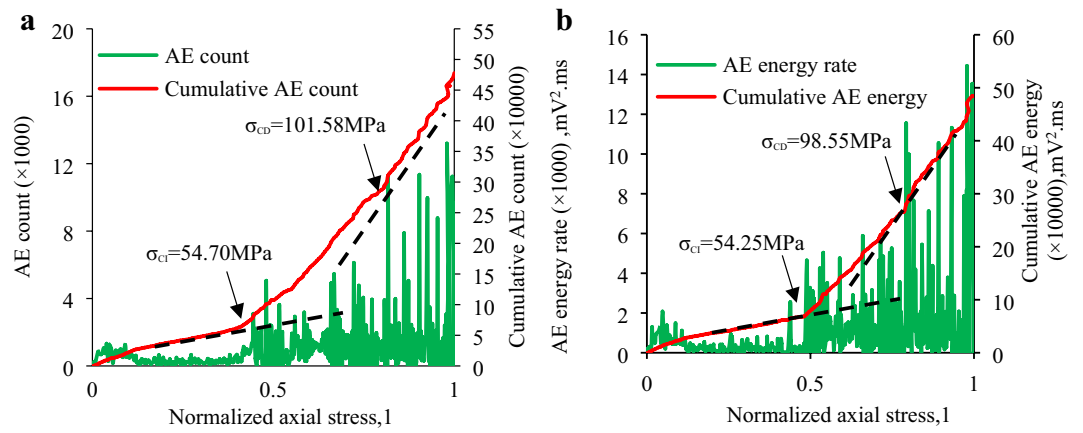 a
20
16
12
8
4
0
AE count (×1000)
AE count
Cumulative AE count
σCD=101.58MPa
σCI=54.70MPa
55
50
45
40
35
30
25
20
15
10
5
0
Cumulative AE count (×10000)
0
0.5
1
Normalized axial stress,1
b
16
14
12
10
8
6
4
2
0
AE energy rate (×1000) ,mV².ms
AE energy rate
Cumulative AE energy
σCD=98.55MPa
σCI=54.25MPa
60
50
40
30
20
10
0
Cumulative AE energy
(×10000),mV².ms
0
0.5
1
Normalized axial stress,1